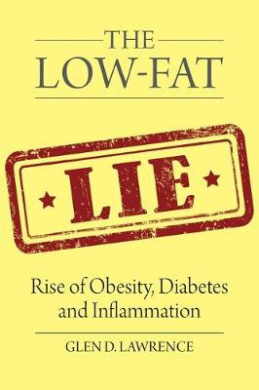 THE
LOW-FAT
LIE
Rise of Obesity, Diabetes
and Inflammation
GLEN D. LAWRENCE